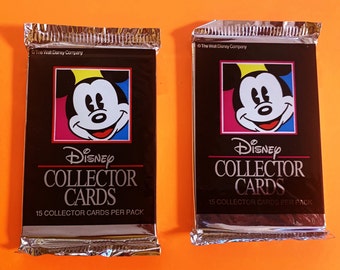 © The Walt Disney Company
Disney
COLLECTOR
CARDS
15 COLLECTOR CARDS PER PACK
© The Walt Disney Company
Disney
COLLECTOR
CARDS
15 COLLECTOR CARDS PER PACK